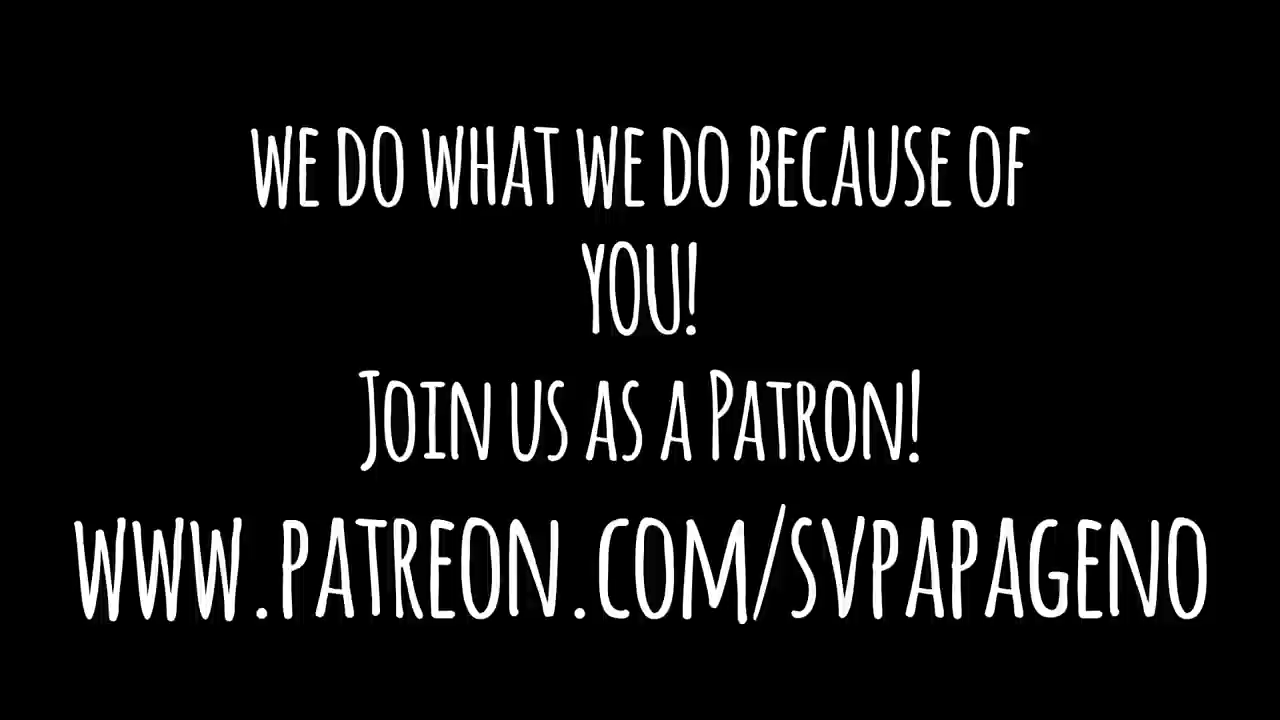 WE DO WHAT WE DO BECAUSE OF
YOU!
JOIN US AS A PATRON!
WWW.PATREON.COM/SVPAPAGENO